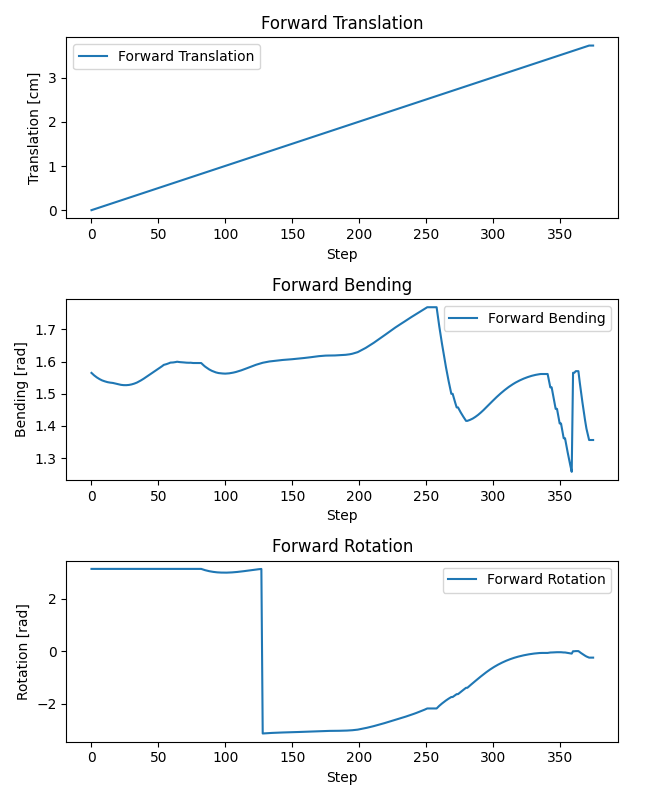 Forward Translation
Forward Translation
Translation [cm]
3
2
1
0
0 50 100 150 200 250 300 350
Step
Forward Bending
Forward Bending
Bending [rad]
1.7
1.6
1.5
1.4
1.3
0 50 100 150 200 250 300 350
Step
Forward Rotation
Forward Rotation
Rotation [rad]
2
0
−2
0 50 100 150 200 250 300 350
Step